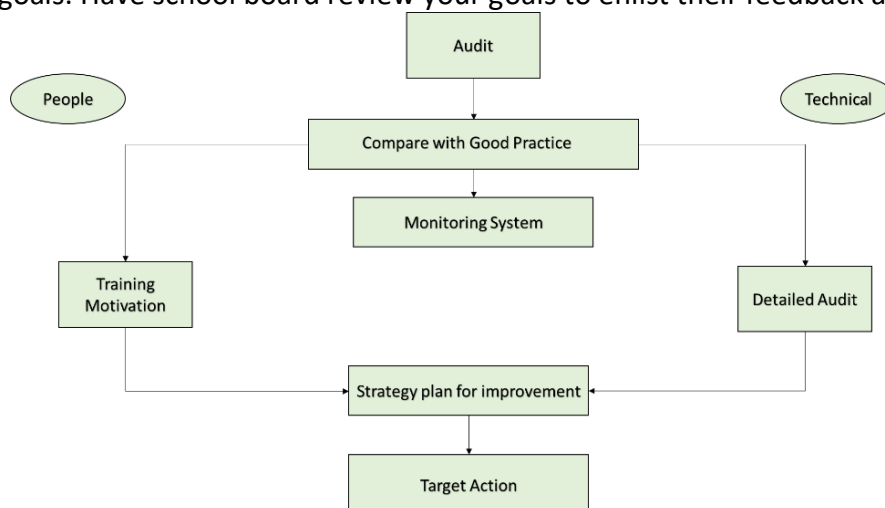 goals. Have school board review your goals to enlist their feedback a
Audit
People
Technical
Compare with Good Practice
Monitoring System
Training
Motivation
Detailed Audit
Strategy plan for improvement
Target Action